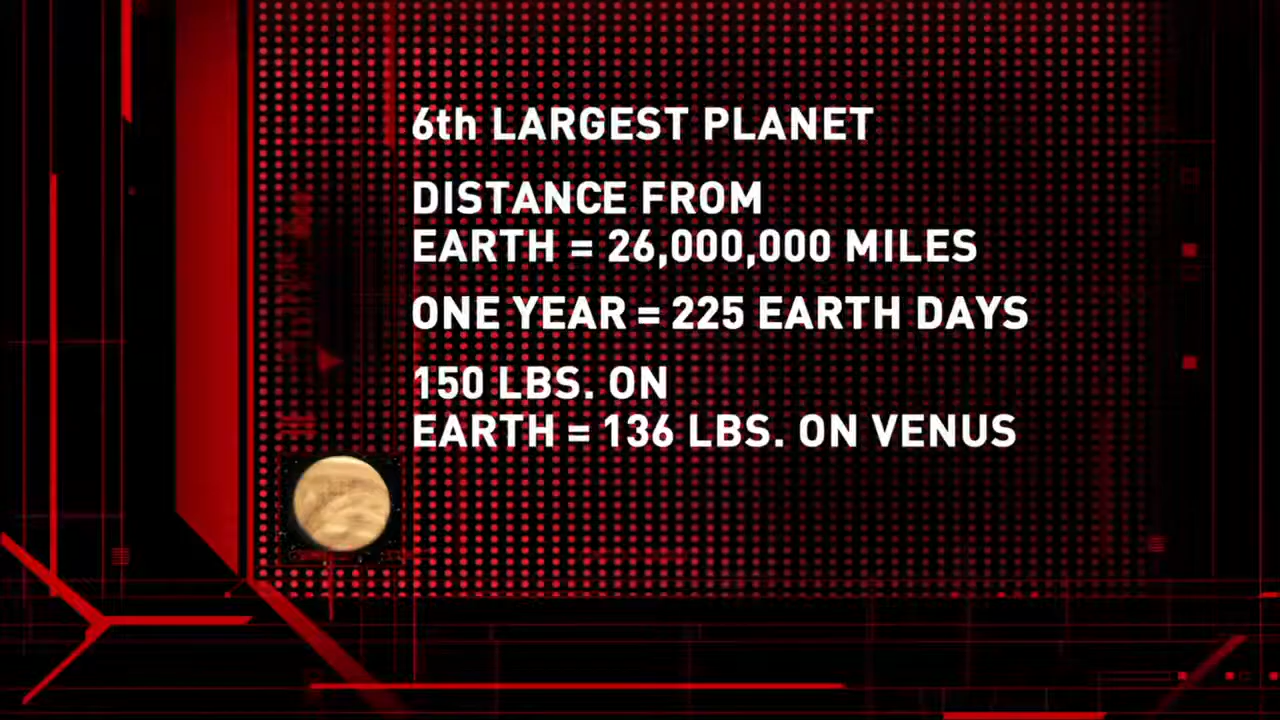 6th LARGEST PLANET
DISTANCE FROM
EARTH = 26,000,000 MILES
ONE YEAR = 225 EARTH DAYS
150 LBS. ON
EARTH = 136 LBS. ON VENUS